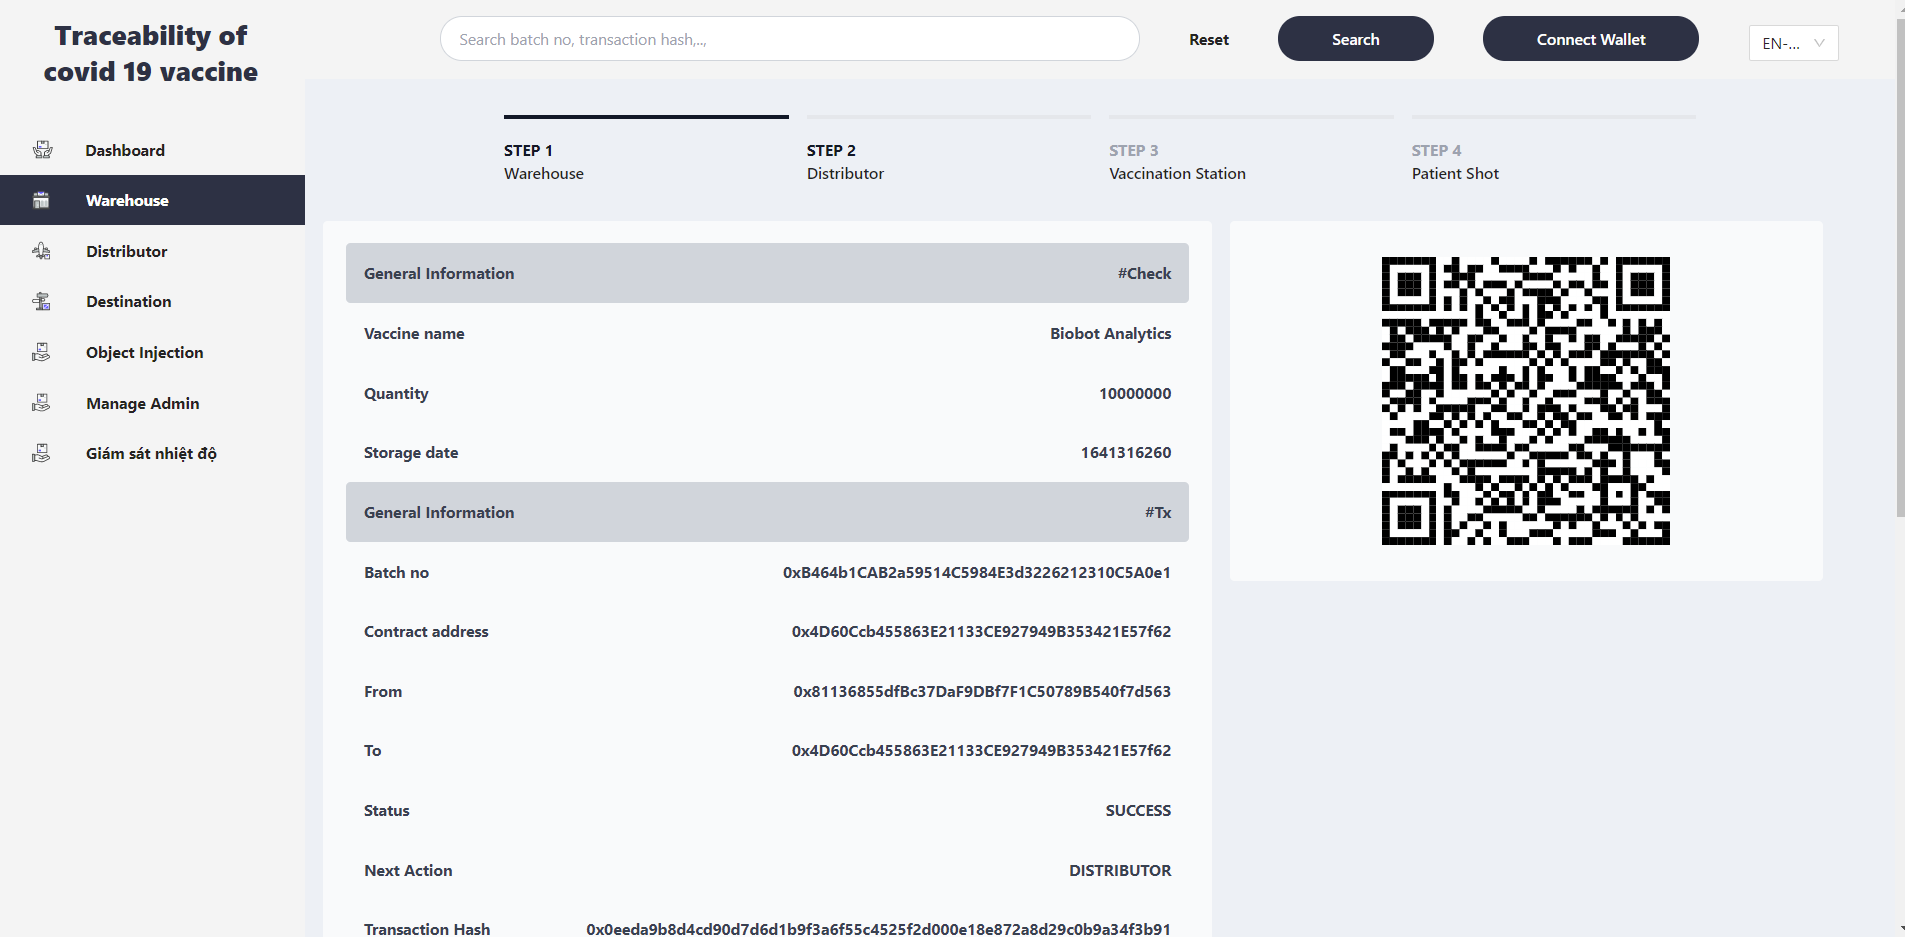 Traceability of
covid 19 vaccine
Search batch no, transaction hash,..,
Reset
Search
Connect Wallet
EN-...
Dashboard
Warehouse
Distributor
Destination
Object Injection
Manage Admin
Giám sát nhiệt độ
STEP 1
Warehouse
STEP 2
Distributor
STEP 3
Vaccination Station
STEP 4
Patient Shot
General Information #Check
Vaccine name Biobot Analytics
Quantity 10000000
Storage date 1641316260
General Information #Tx
Batch no 0xB464b1CAB2a59514C5984E3d3226212310C5A0e1
Contract address 0x4D60Ccb455863E21133CE927949B353421E57f62
From 0x81136855dfBc37DaF9DBf7F1C50789B540f7d563
To 0x4D60Ccb455863E21133CE927949B353421E57f62
Status SUCCESS
Next Action DISTRIBUTOR
Transaction Hash 0x0eeda9b8d4cd90d7d6d1b9f3a6f55c4525f2d000e18e872a8d29c0b9a34f3b91